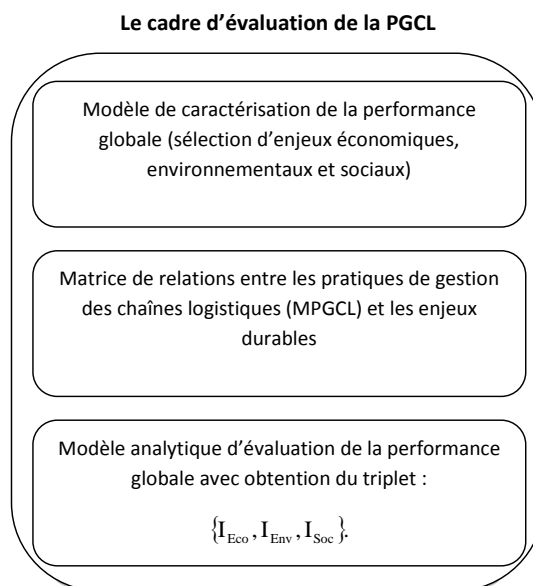 Le cadre d’évaluation de la PGCL
Modèle de caractérisation de la performance
globale (sélection d’enjeux économiques,
environnementaux et sociaux)
Matrice de relations entre les pratiques de gestion
des chaînes logistiques (MPGCL) et les enjeux
durables
Modèle analytique d’évaluation de la performance
globale avec obtention du triplet :
{I_Eco, I_Env, I_Soc}.